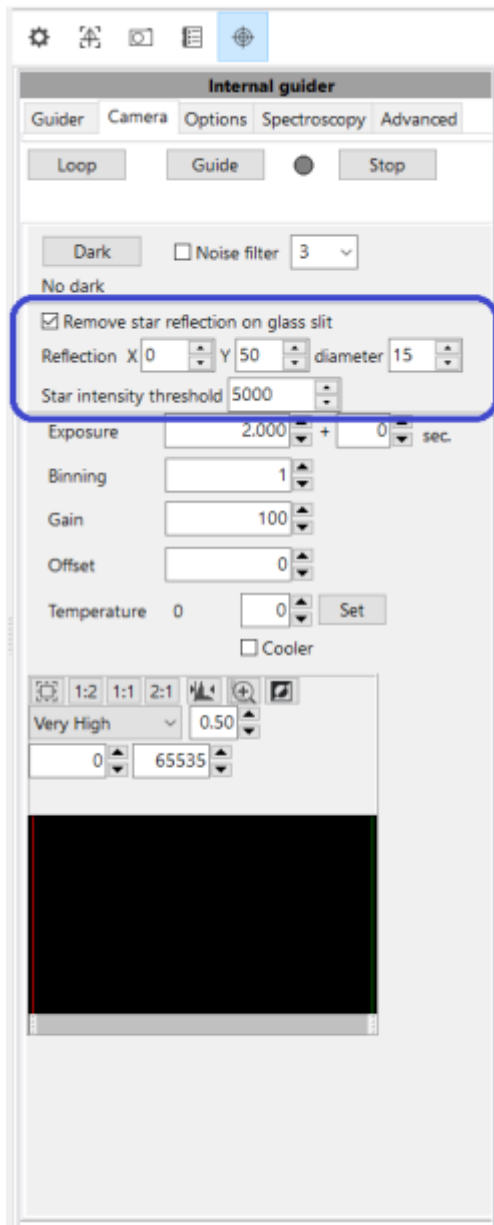 Internal guider
Guider Camera Options Spectroscopy Advanced
Loop Guide Stop
Dark Noise filter 3
No dark
Remove star reflection on glass slit
Reflection X 0 Y 50 diameter 15
Star intensity threshold 5000
Exposure 2.000 + 0 sec.
Binning 1
Gain 100
Offset 0
Temperature 0 0 Set
Cooler
1:2 1:1 2:1
Very High 0.50
0 65535